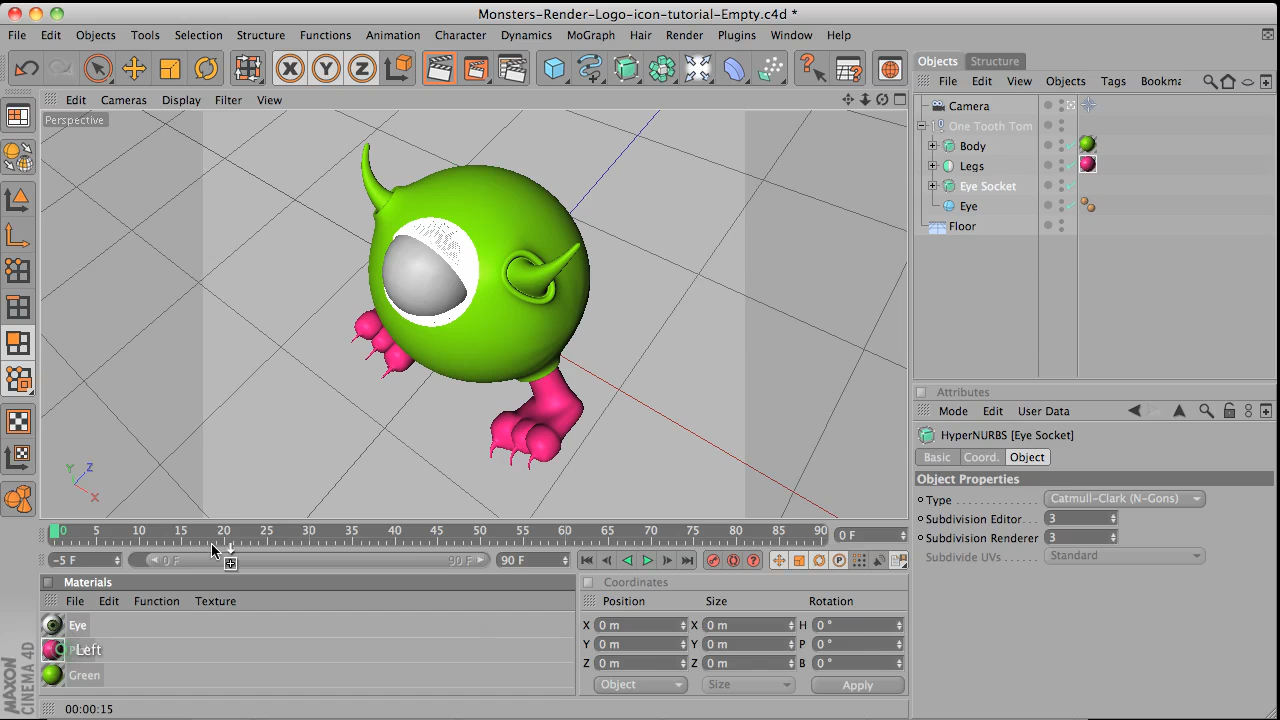 Monsters-Render-Logo-icon-tutorial-Empty.c4d *
File Edit Objects Tools Selection Structure Functions Animation Character Dynamics MoGraph Hair Render Plugins Window Help
X Y Z
Objects Structure
File Edit View Objects Tags Bookma
Edit Cameras Display Filter View
Perspective
Camera
One Tooth Tom
Body
Legs
Eye Socket
Eye
Floor
Attributes
Mode Edit User Data
HyperNURBS [Eye Socket]
Basic Coord. Object
Object Properties
Type Catmull-Clark (N-Gons)
Subdivision Editor 3
Subdivision Renderer 3
Subdivide UVs Standard
Y Z
X
0 5 10 15 20 25 30 35 40 45 50 55 60 65 70 75 80 85 90 0 F
-5 F 0 F 90 F 90 F
Materials
File Edit Function Texture
Eye
Left
Green
Coordinates
Position Size Rotation
X 0 m X 0 m H 0 °
Y 0 m Y 0 m P 0 °
Z 0 m Z 0 m B 0 °
Object Size Apply
MAXON
CINEMA 4D
00:00:15